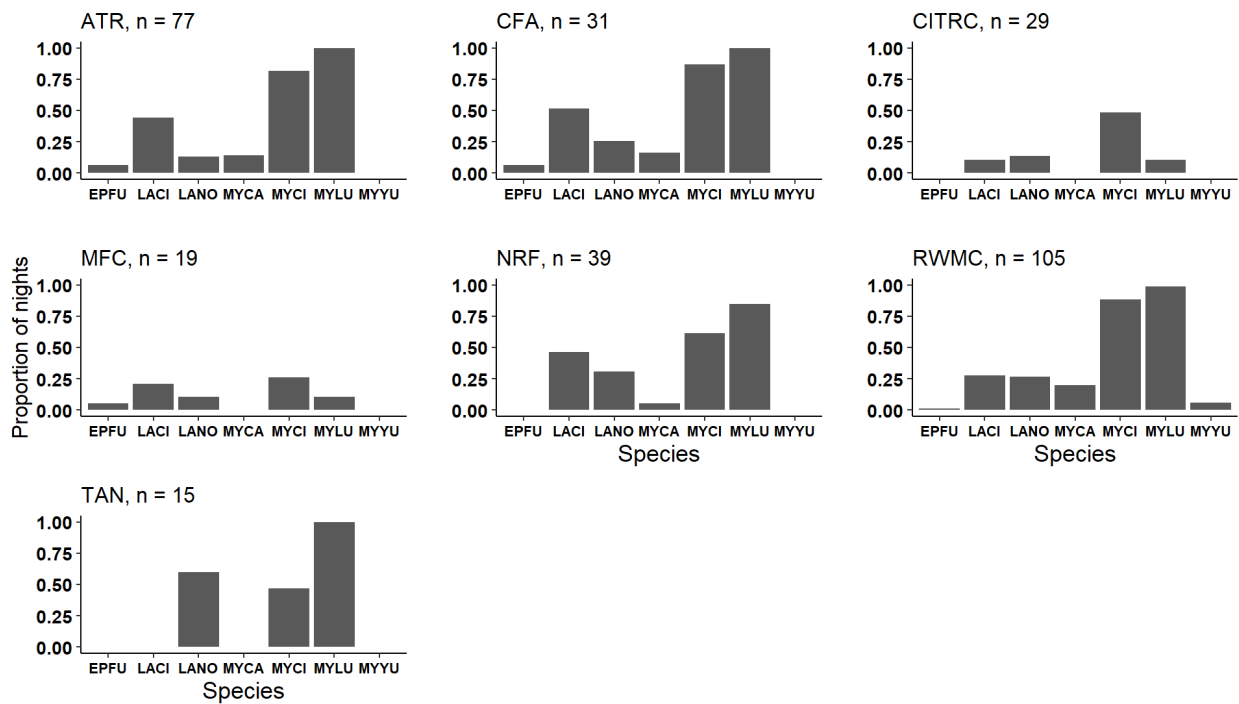 ATR, n = 77
1.00
0.75
0.50
0.25
0.00
EPFU LACI LANO MYCA MYCI MYLU MYYU
CFA, n = 31
1.00
0.75
0.50
0.25
0.00
EPFU LACI LANO MYCA MYCI MYLU MYYU
CITRC, n = 29
1.00
0.75
0.50
0.25
0.00
EPFU LACI LANO MYCA MYCI MYLU MYYU
Proportion of nights
MFC, n = 19
1.00
0.75
0.50
0.25
0.00
EPFU LACI LANO MYCA MYCI MYLU MYYU
NRF, n = 39
1.00
0.75
0.50
0.25
0.00
EPFU LACI LANO MYCA MYCI MYLU MYYU
Species
RWMC, n = 105
1.00
0.75
0.50
0.25
0.00
EPFU LACI LANO MYCA MYCI MYLU MYYU
Species
TAN, n = 15
1.00
0.75
0.50
0.25
0.00
EPFU LACI LANO MYCA MYCI MYLU MYYU
Species